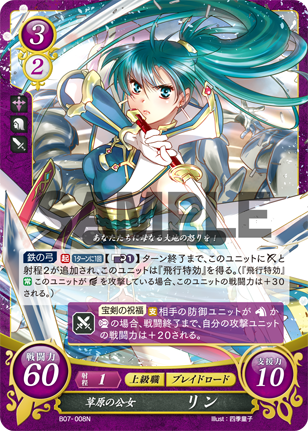 3
2
SAMPLE
あなたたちに母なる大地の怒りを!
鉄の弓 起 1ターンに1回 【1】ターン終了まで、このユニットに と
射程2が追加され、このユニットは『飛行特効』を得る。(『飛行特効』
常 このユニットが を攻撃している場合、このユニットの戦闘力は+30さ
れる。)
宝剣の祝福 支 相手の防御ユニットが か
の場合、戦闘終了まで、自分の攻撃ユニット
の戦闘力は+20される。
戦闘力
60
射程 1
上級職
ブレイドロード
支援力
10
草原の公女 リン
B07-008N
Illust:四季童子